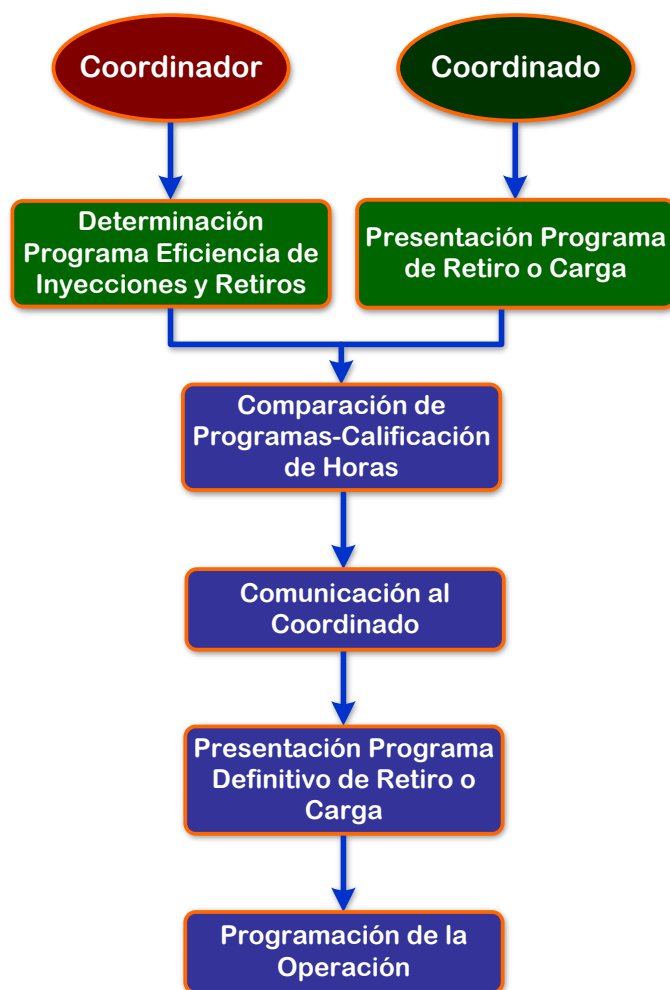 Coordinador
Coordinado
Determinación
Programa Eficiencia de
Inyecciones y Retiros
Presentación Programa
de Retiro o Carga
Comparación de
Programas-Calificación
de Horas
Comunicación al
Coordinado
Presentación Programa
Definitivo de Retiro o
Carga
Programación de la
Operación